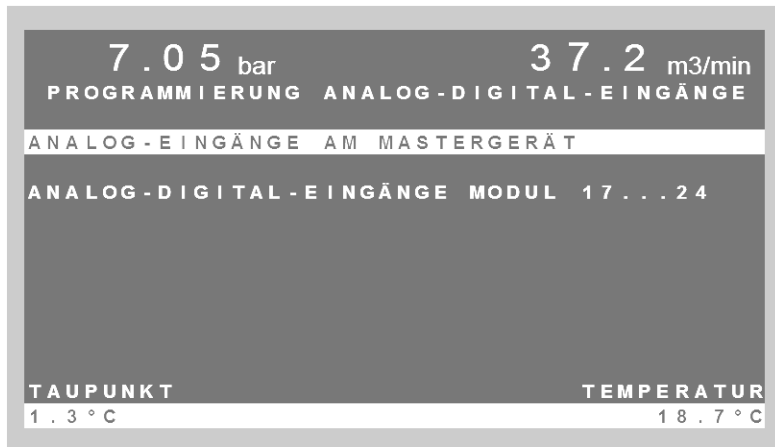 7.05 bar 37.2 m3/min
PROGRAMMIERUNG ANALOG-DIGITAL-EINGÄNGE
ANALOG-EINGÄNGE AM MASTERGERÄT
ANALOG-DIGITAL-EINGÄNGE MODUL 17...24
TAUPUNKT TEMPERATUR
1.3°C 18.7°C